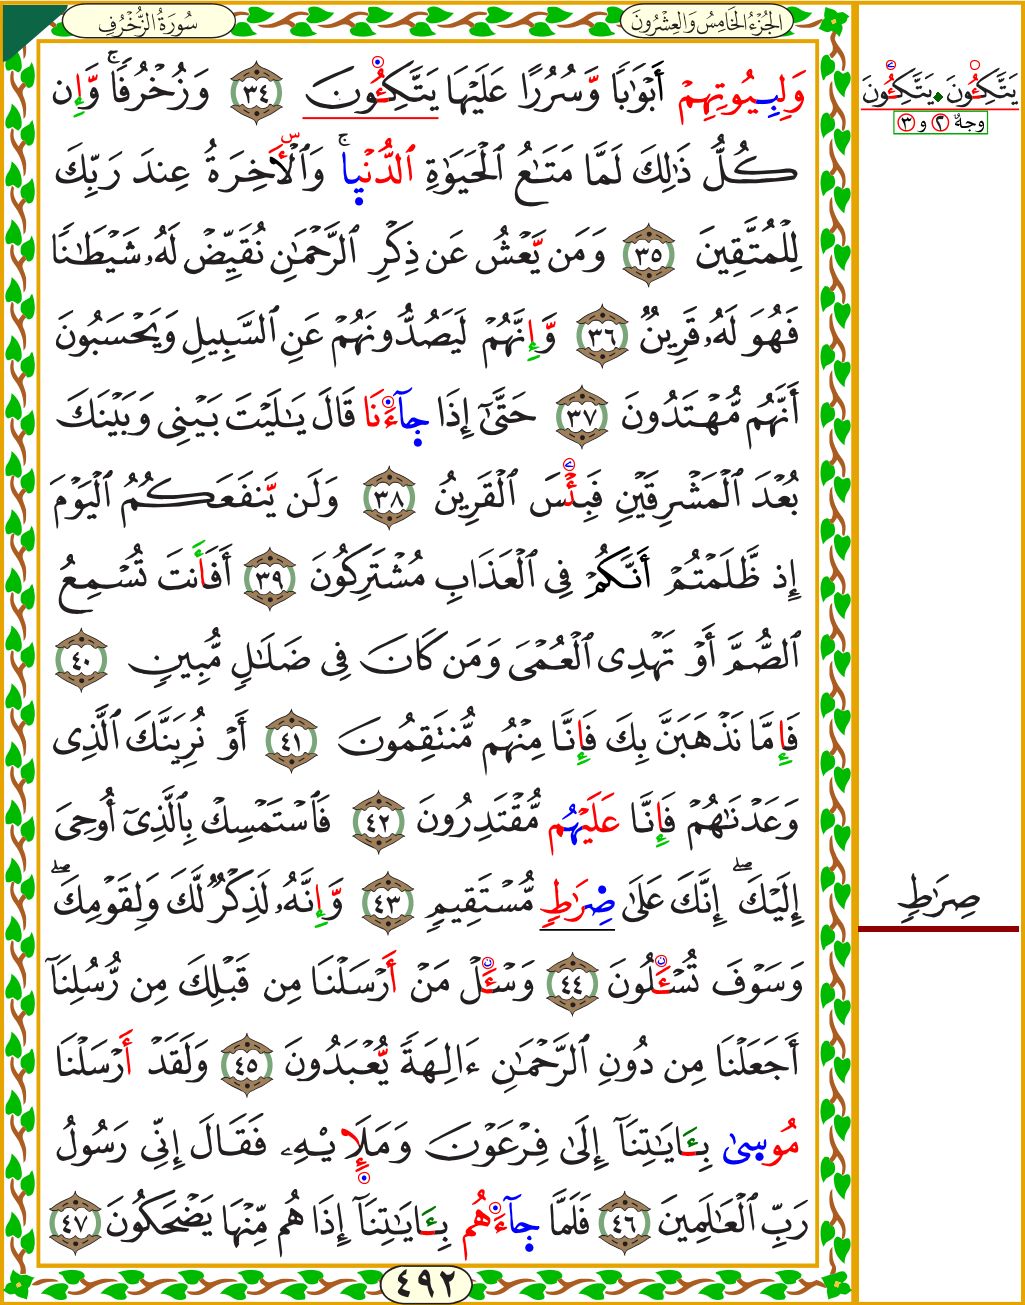 سُورَةُ الزُّخْرُفِ
الجُزْءُ الخَامِسُ وَالعِشْرُونَ
وَلِبِيُوتِهِمْ أَبْوَٰبًا وَّسُرُرًا عَلَيْهَا يَتَّكِـُٔونَ ٣٤ وَزُخْرُفًاۚ وَّإِن
كُلُّ ذَٰلِكَ لَمَا مَتَـٰعُ ٱلْحَيَوٰةِ ٱلدُّنْيٜاۚ وَٱلْـَٔاخِرَةُ عِندَ رَبِّكَ
لِلْمُتَّقِينَ ٣٥ وَمَن يَّعْشُ عَن ذِكْرِ ٱلرَّحْمَـٰنِ نُقَيِّضْ لَهُۥ شَيْطَـٰنًا
فَهُوَ لَهُۥ قَرِينٌ ٣٦ وَّإِنَّهُمْ لَيَصُدُّونَهُمْ عَنِ ٱلسَّبِيلِ وَيَحْسَبُونَ
أَنَّهُم مُّهْتَدُونَ ٣٧ حَتَّىٰٓ إِذَا جَآءَنَا قَالَ يَـٰلَيْتَ بَيْنِى وَبَيْنَكَ
بُعْدَ ٱلْمَشْرِقَيْنِ فَبِئْسَ ٱلْقَرِينُ ٣٨ وَلَن يَّنفَعَكُمُ ٱلْيَوْمَ
إِذ ظَّلَمْتُمْ أَنَّكُمْ فِى ٱلْعَذَابِ مُشْتَرِكُونَ ٣٩ أَفَأَنتَ تُسْمِعُ
ٱلصُّمَّ أَوْ تَهْدِى ٱلْعُمْىَ وَمَن كَانَ فِى ضَلَـٰلٍ مُّبِينٍ ٤٠
فَإِمَّا نَذْهَبَنَّ بِكَ فَإِنَّا مِنْهُم مُّنتَقِمُونَ ٤١ أَوْ نُرِيَنَّكَ ٱلَّذِى
وَعَدْنَـٰهُمْ فَإِنَّا عَلَيْهُم مُّقْتَدِرُونَ ٤٢ فَٱسْتَمْسِكْ بِٱلَّذِىٓ أُوحِىَ
إِلَيْكَۖ إِنَّكَ عَلَىٰ صِرَٰطٍ مُّسْتَقِيمٍ ٤٣ وَّإِنَّهُۥ لَذِكْرٌ لَّكَ وَلِقَوْمِكَۖ
وَسَوْفَ تُسْـَٔلُونَ ٤٤ وَسْـَٔلْ مَنْ أَرْسَلْنَا مِن قَبْلِكَ مِن رُّسُلِنَآ
أَجَعَلْنَا مِن دُونِ ٱلرَّحْمَـٰنِ ءَالِهَةً يُّعْبَدُونَ ٤٥ وَلَقَدْ أَرْسَلْنَا
مُوسٜىٰ بِـَٔايَـٰتِنَآ إِلَىٰ فِرْعَوْنَ وَمَلَإِيْهِۦ فَقَالَ إِنِّى رَسُولُ
رَبِّ ٱلْعَـٰلَمِينَ ٤٦ فَلَمَّا جَآءَهُم بِـَٔايَـٰتِنَآ إِذَا هُم مِّنْهَا يَضْحَكُونَ ٤٧
٤٩٢
يَتَّكِـُٔونَ يَتَّكِـُٔونَ
وجهٌ ٢ و ٣
صِرَٰطٍ